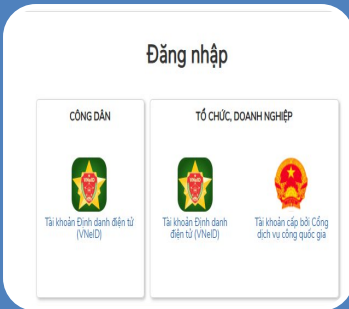 Đăng nhập
CÔNG DÂN
Tài khoản Định danh điện tử
(VNeID)
TỔ CHỨC, DOANH NGHIỆP
Tài khoản Định danh
điện tử (VNeID)
Tài khoản cấp bởi Cổng
dịch vụ công quốc gia